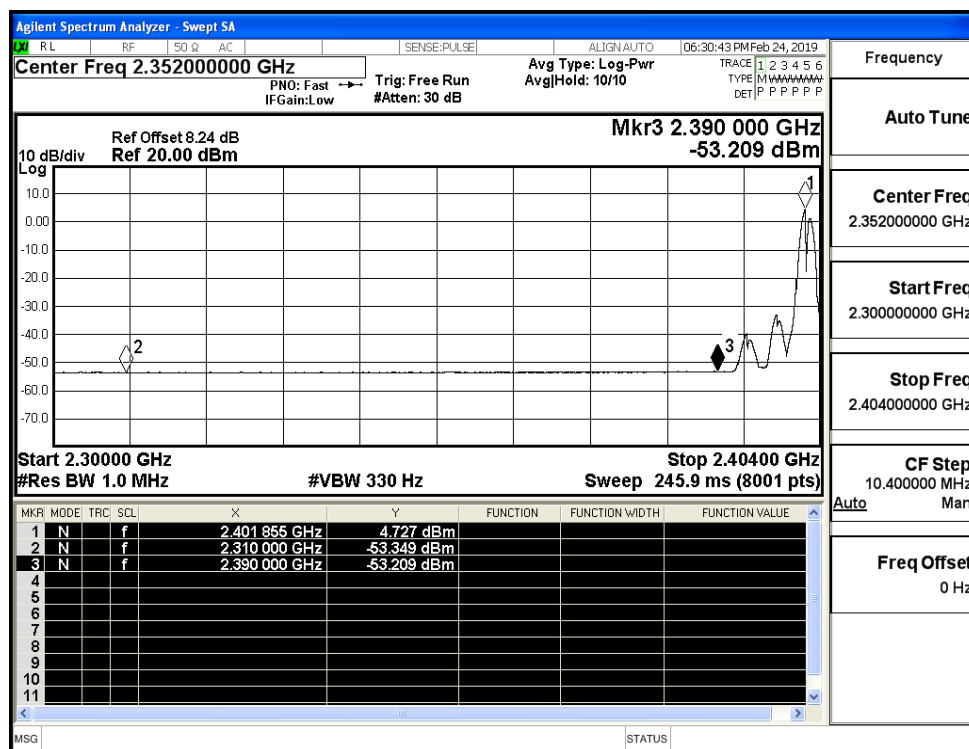 Agilent Spectrum Analyzer - Swept SA
LXI RL RF 50 Ω AC SENSE:PULSE ALIGN AUTO 06:30:43 PM Feb 24, 2019
Center Freq 2.352000000 GHz
PNO: Fast
IFGain:Low
Trig: Free Run
#Atten: 30 dB
Avg Type: Log-Pwr
Avg|Hold: 10/10
TRACE 1 2 3 4 5 6
TYPE M WWWWW
DET P P P P P P
Ref Offset 8.24 dB
10 dB/div Ref 20.00 dBm
Log
Mkr3 2.390 000 GHz
-53.209 dBm
10.0
0.00
-10.0
-20.0
-30.0
-40.0
-50.0
-60.0
-70.0
1
2
3
Start 2.30000 GHz Stop 2.40400 GHz
#Res BW 1.0 MHz #VBW 330 Hz Sweep 245.9 ms (8001 pts)
MKR MODE TRC SCL X Y FUNCTION FUNCTION WIDTH FUNCTION VALUE
1 N f 2.401 855 GHz 4.727 dBm
2 N f 2.310 000 GHz -53.349 dBm
3 N f 2.390 000 GHz -53.209 dBm
4
5
6
7
8
9
10
11
MSG STATUS
Frequency
Auto Tune
Center Freq
2.352000000 GHz
Start Freq
2.300000000 GHz
Stop Freq
2.404000000 GHz
CF Step
10.400000 MHz
Auto Man
Freq Offset
0 Hz